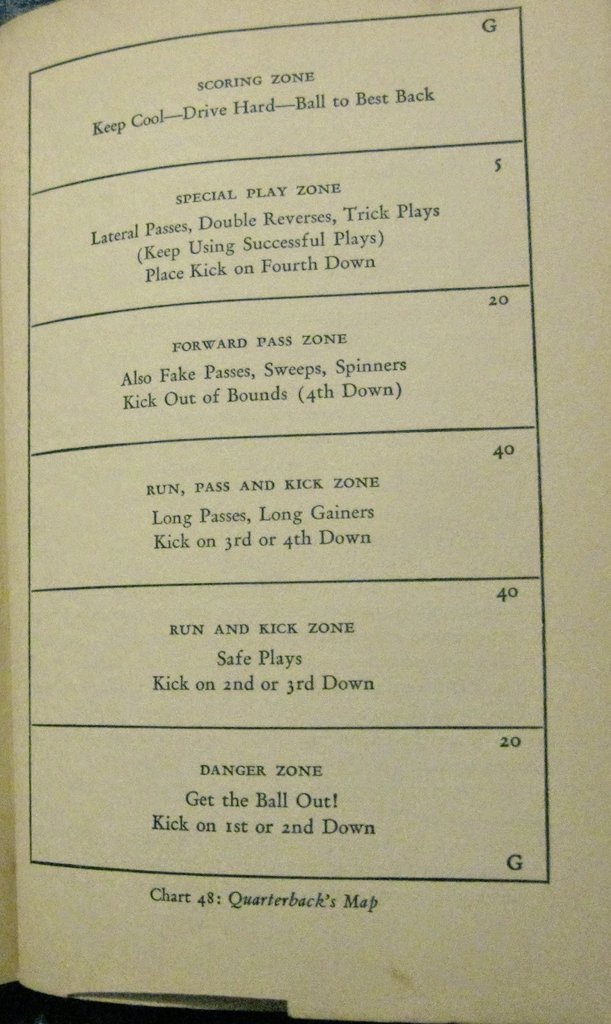 G
SCORING ZONE
Keep Cool—Drive Hard—Ball to Best Back
5
SPECIAL PLAY ZONE
Lateral Passes, Double Reverses, Trick Plays
(Keep Using Successful Plays)
Place Kick on Fourth Down
20
FORWARD PASS ZONE
Also Fake Passes, Sweeps, Spinners
Kick Out of Bounds (4th Down)
40
RUN, PASS AND KICK ZONE
Long Passes, Long Gainers
Kick on 3rd or 4th Down
40
RUN AND KICK ZONE
Safe Plays
Kick on 2nd or 3rd Down
20
DANGER ZONE
Get the Ball Out!
Kick on 1st or 2nd Down
G
Chart 48: Quarterback's Map